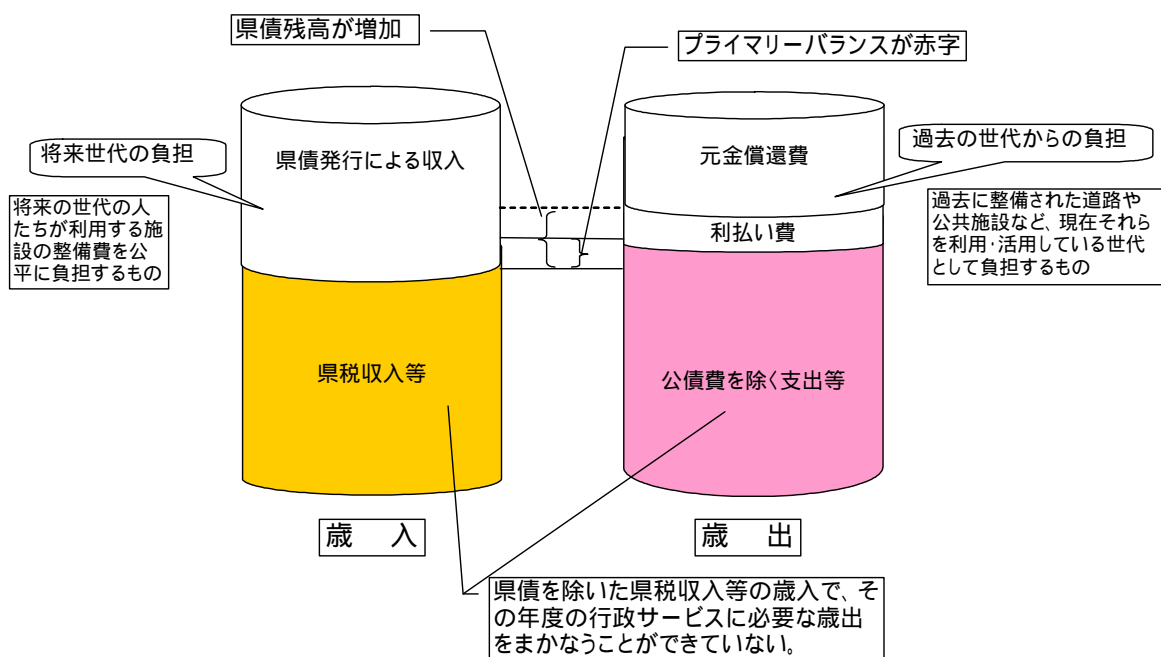 県債残高が増加
プライマリーバランスが赤字
将来世代の負担
県債発行による収入
元金償還費
過去の世代からの負担
将来の世代の人
たちが利用する施
設の整備費を公
平に負担するもの
利払い費
過去に整備された道路や
公共施設など、現在それら
を利用・活用している世代
として負担するもの
県税収入等
公債費を除く支出等
歳 入
歳 出
県債を除いた県税収入等の歳入で、そ
の年度の行政サービスに必要な歳出
をまかなうことができていない。